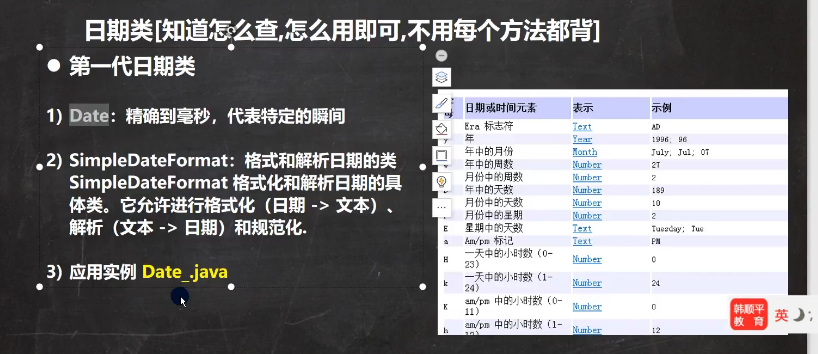 日期类[知道怎么查,怎么用即可,不用每个方法都背]
● 第一代日期类
1) Date：精确到毫秒，代表特定的瞬间
2) SimpleDateFormat：格式和解析日期的类
SimpleDateFormat 格式化和解析日期的具
体类。它允许进行格式化（日期 -> 文本）、
解析（文本 -> 日期）和规范化.
3) 应用实例 Date_.java
日期或时间元素 表示 示例
Era 标志符 Text AD
年 Year 1996; 96
年中的月份 Month July; Jul; 07
年中的周数 Number 27
月份中的周数 Number 2
年中的天数 Number 189
月份中的天数 Number 10
月份中的星期 Number 2
E 星期中的天数 Text Tuesday; Tue
a Am/pm 标记 Text PM
H 一天中的小时数（0-
23） Number 0
k 一天中的小时数（1-
24） Number 24
K am/pm 中的小时数（0-
11） Number 0
h am/pm 中的小时数（1-
Number 12
韩顺平
教育
英